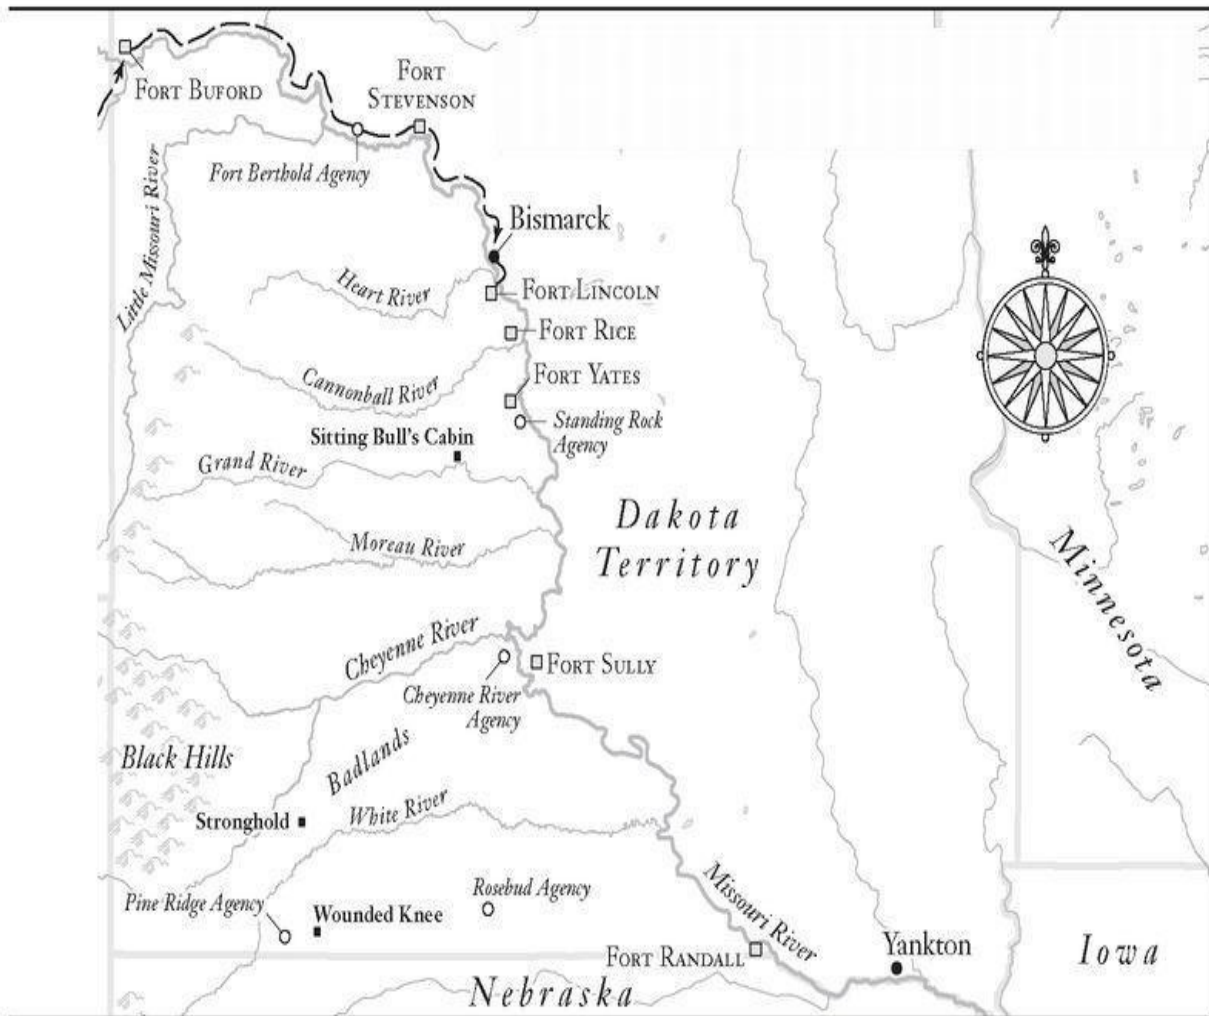 FORT BUFORD
FORT
STEVENSON
Fort Berthold Agency
Little Missouri River
Bismarck
Heart River
FORT LINCOLN
FORT RICE
Cannonball River
FORT YATES
Standing Rock
Agency
Sitting Bull's Cabin
Grand River
Dakota
Territory
Moreau River
Minnesota
Cheyenne River
FORT SULLY
Cheyenne River
Agency
Black Hills
Badlands
White River
Stronghold
Pine Ridge Agency
Wounded Knee
Rosebud Agency
Missouri River
FORT RANDALL
Yankton
Iowa
Nebraska